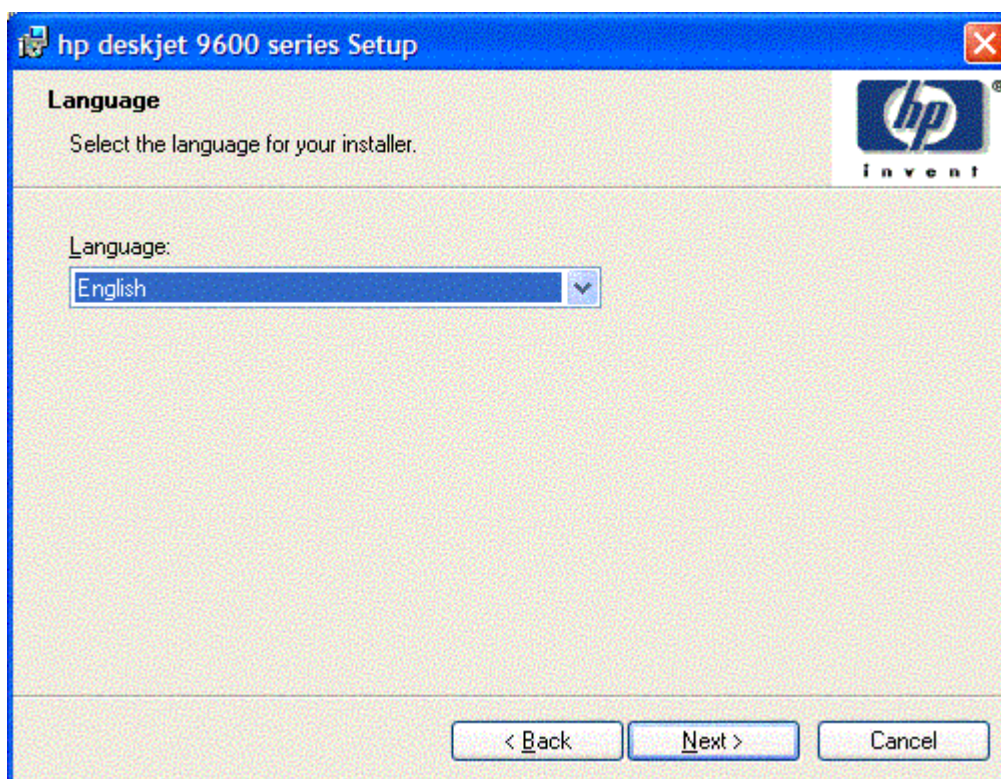 hp deskjet 9600 series Setup
Language
Select the language for your installer.
hp ®
invent
Language:
English
< Back
Next >
Cancel